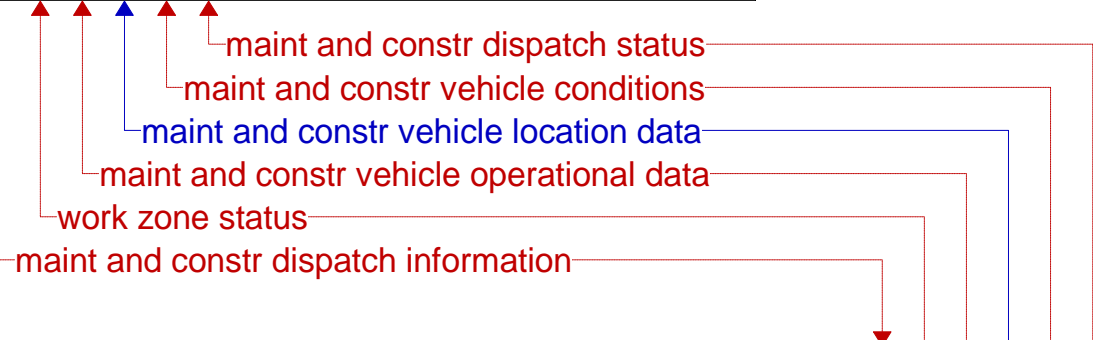 maint and constr dispatch status
maint and constr vehicle conditions
maint and constr vehicle location data
maint and constr vehicle operational data
work zone status
maint and constr dispatch information